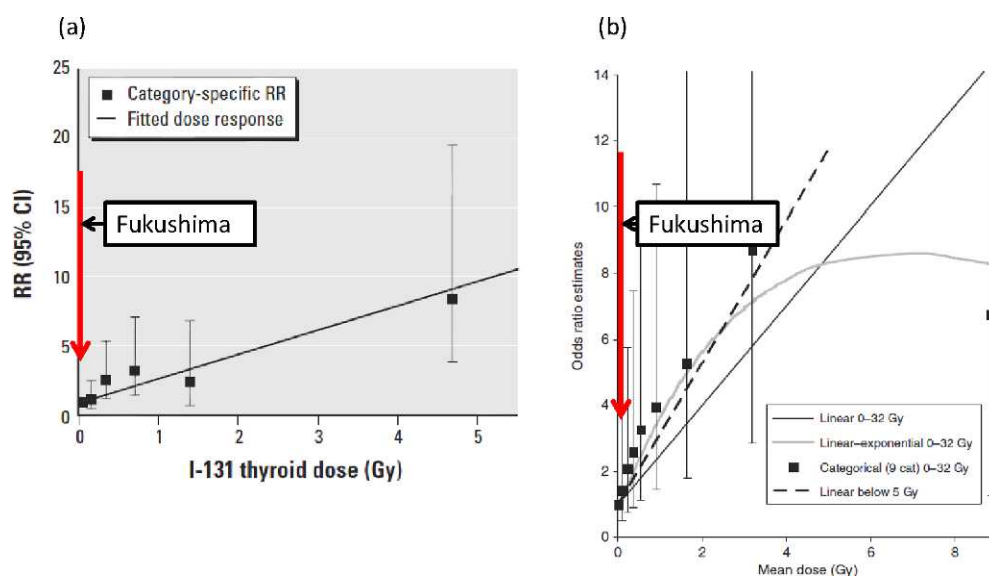 (a)
25
20
15
10
5
0
RR (95% CI)
Category-specific RR
Fitted dose response
Fukushima
0 1 2 3 4 5
I-131 thyroid dose (Gy)
(b)
14
12
10
8
6
4
2
0
Odds ratio estimates
Fukushima
Linear 0–32 Gy
Linear–exponential 0–32 Gy
Categorical (9 cat) 0–32 Gy
Linear below 5 Gy
0 2 4 6 8
Mean dose (Gy)